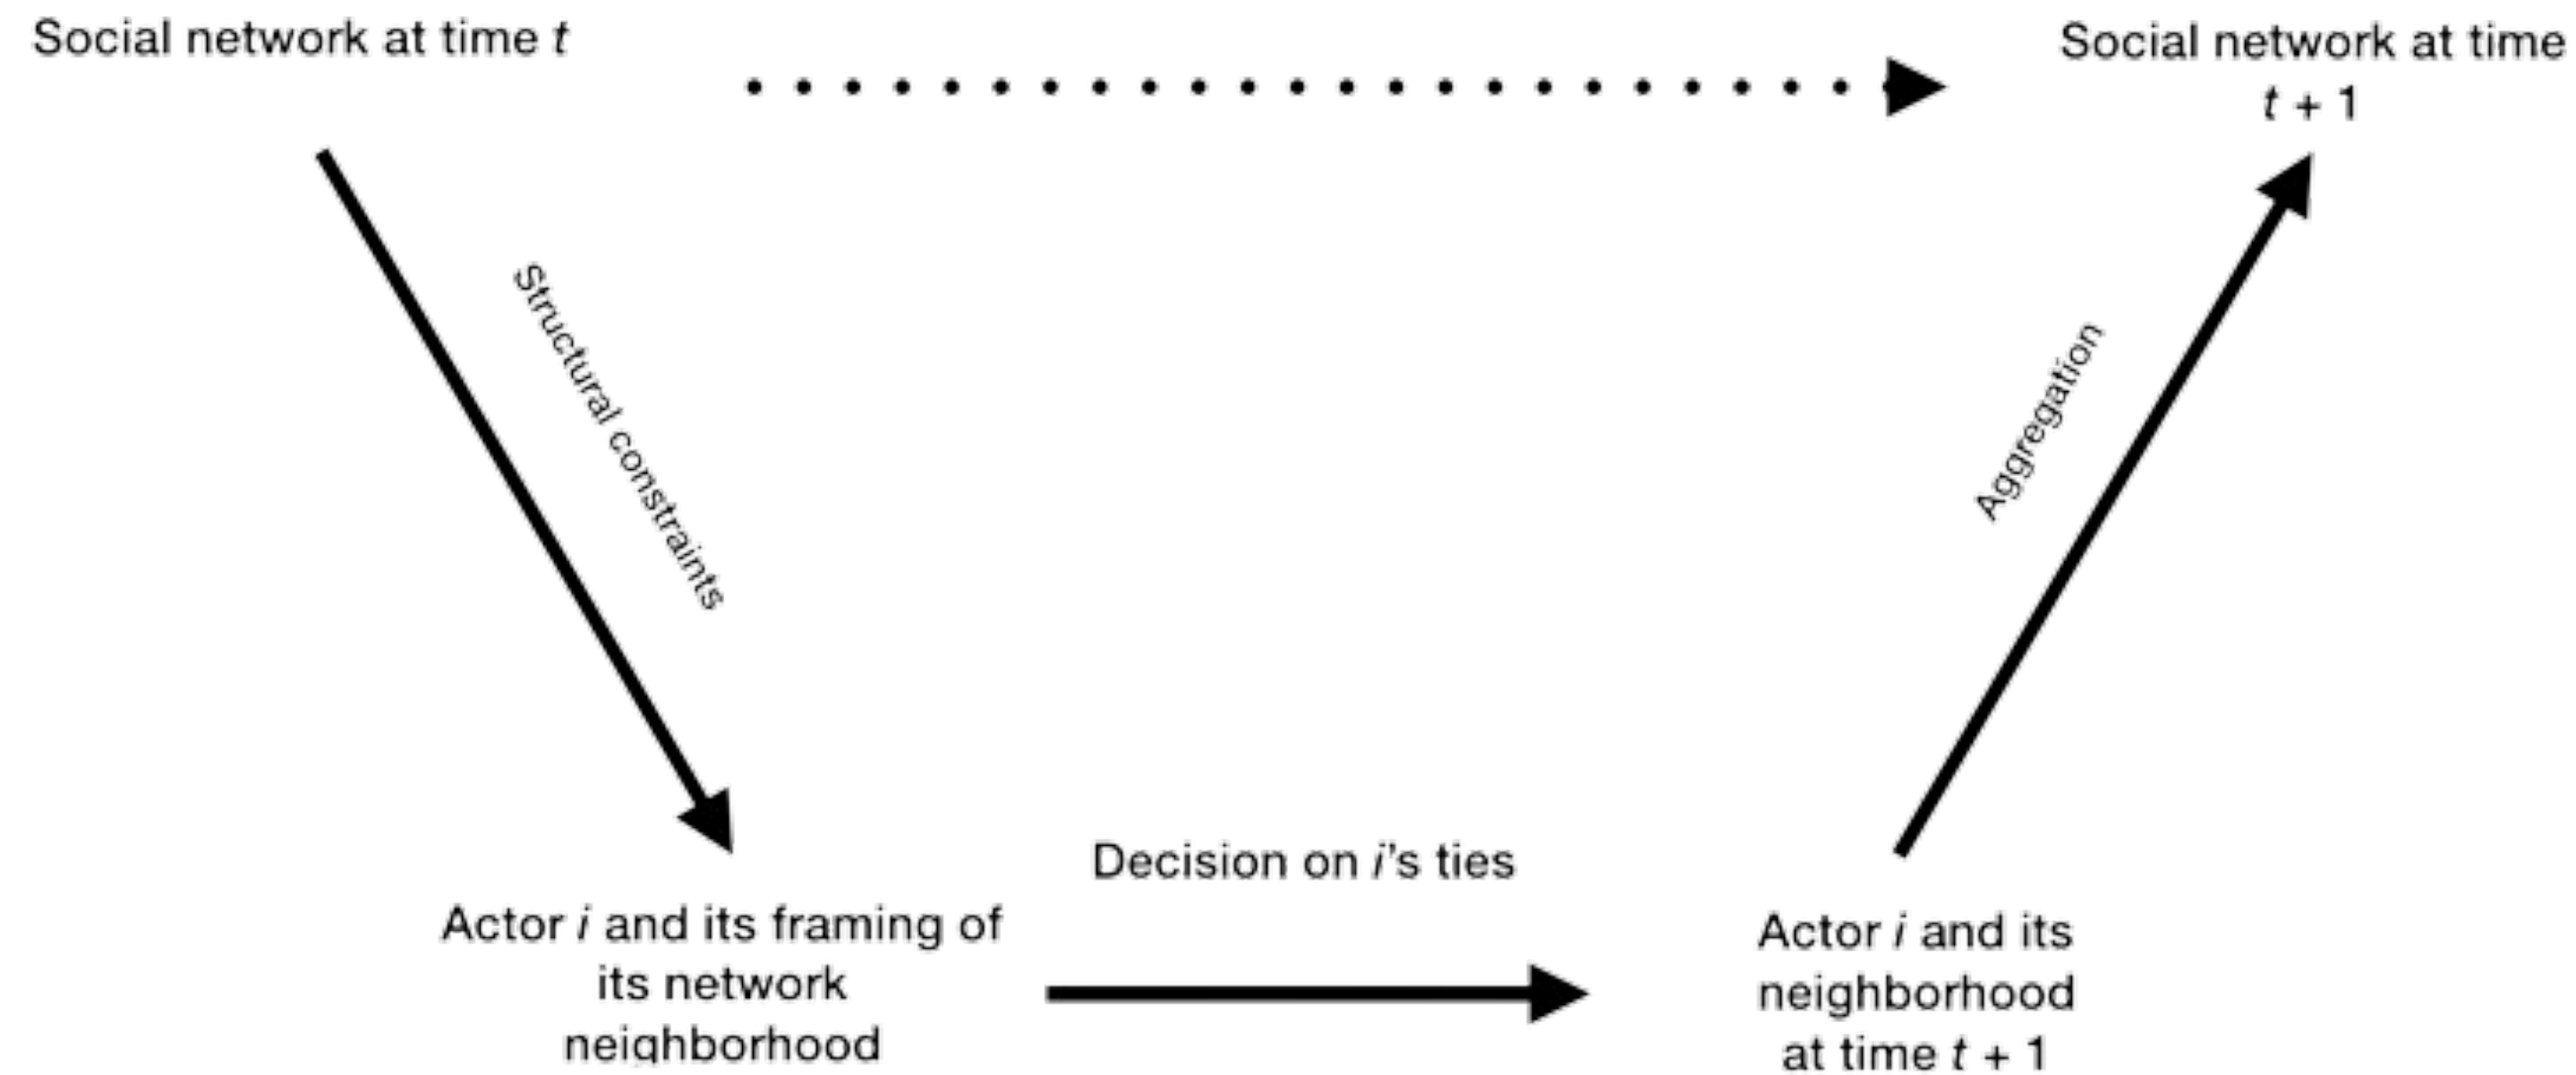 Social network at time t
Social network at time
t + 1
Structural constraints
Aggregation
Decision on i's ties
Actor i and its framing of
its network
neighborhood
Actor i and its
neighborhood
at time t + 1